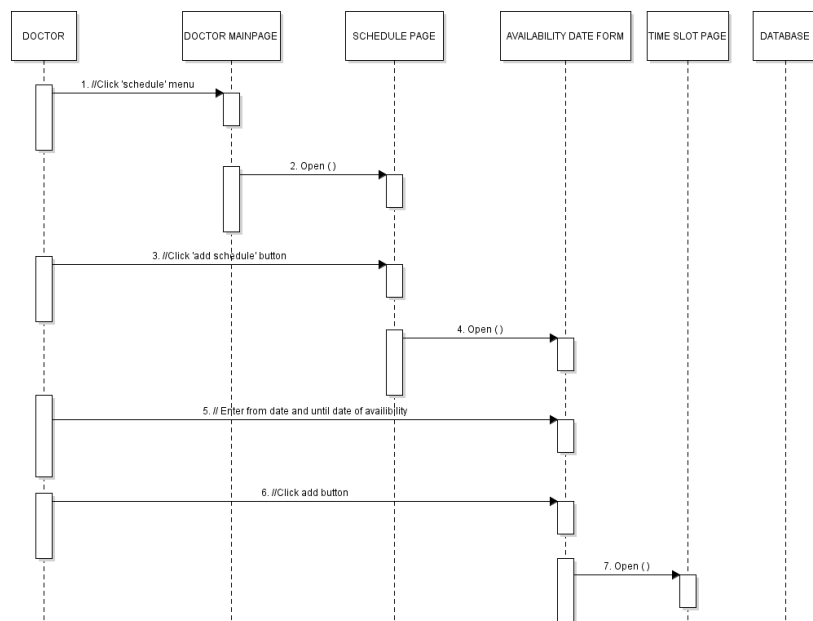 DOCTOR
DOCTOR MAINPAGE
SCHEDULE PAGE
AVAILABILITY DATE FORM
TIME SLOT PAGE
DATABASE
1. //Click 'schedule' menu
2. Open ( )
3. //Click 'add schedule' button
4. Open ( )
5. // Enter from date and until date of availibility
6. //Click add button
7. Open ( )